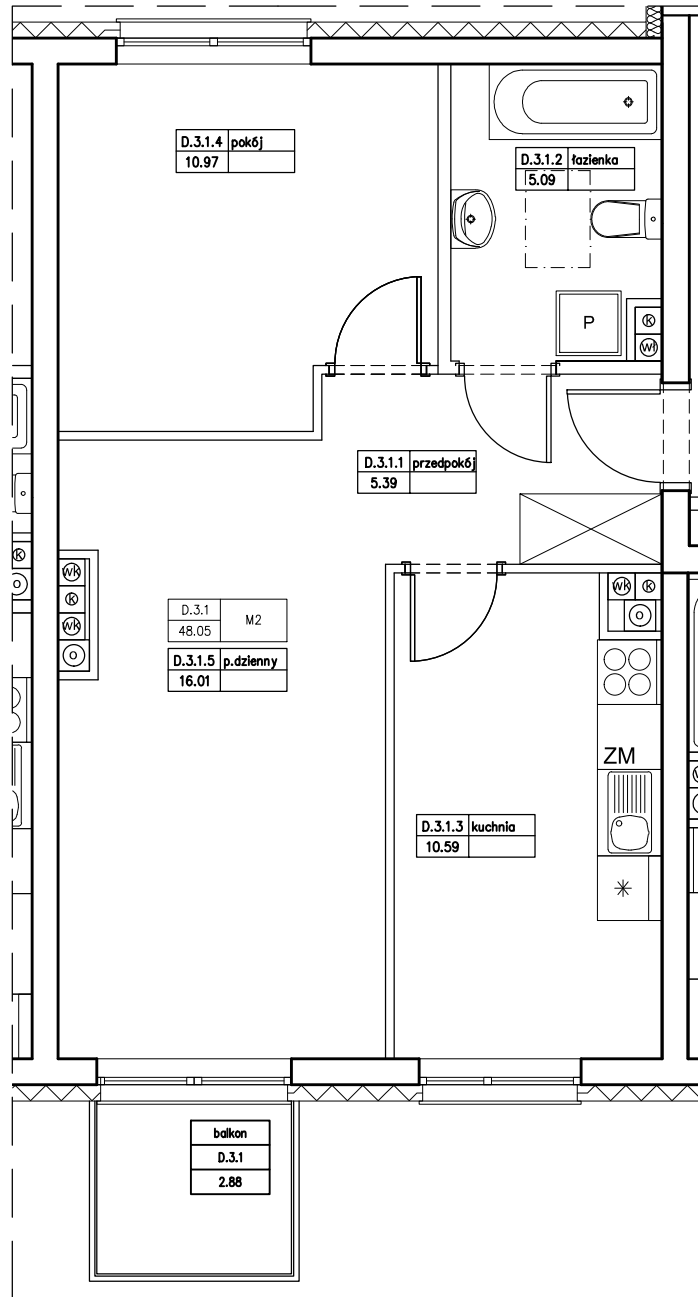 D.3.1.4 pokój
10.97
D.3.1.2 łazienka
5.09
P
k
wł
D.3.1.1 przedpokój
5.39
wk
k
wk
o
D.3.1 M2
48.05
D.3.1.5 p.dzienny
16.01
wk k
o
k
o
ZM
D.3.1.3 kuchnia
10.59
balkon
D.3.1
2.88